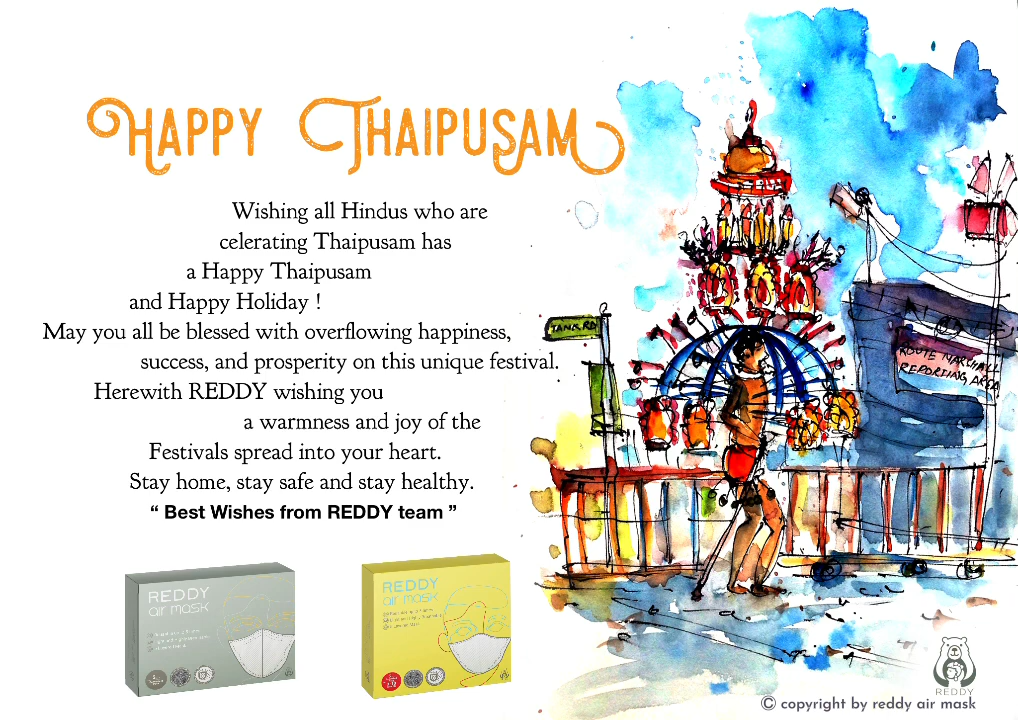 HAPPY THAIPUSAM
Wishing all Hindus who are
celerating Thaipusam has
a Happy Thaipusam
and Happy Holiday !
May you all be blessed with overflowing happiness,
success, and prosperity on this unique festival.
Herewith REDDY wishing you
a warmness and joy of the
Festivals spread into your heart.
Stay home, stay safe and stay healthy.
“ Best Wishes from REDDY team ”
REDDY
air mask
REDDY
air mask
TANK RD
ROUTE MARSHALL
REPORTING AREA
REDDY
© copyright by reddy air mask